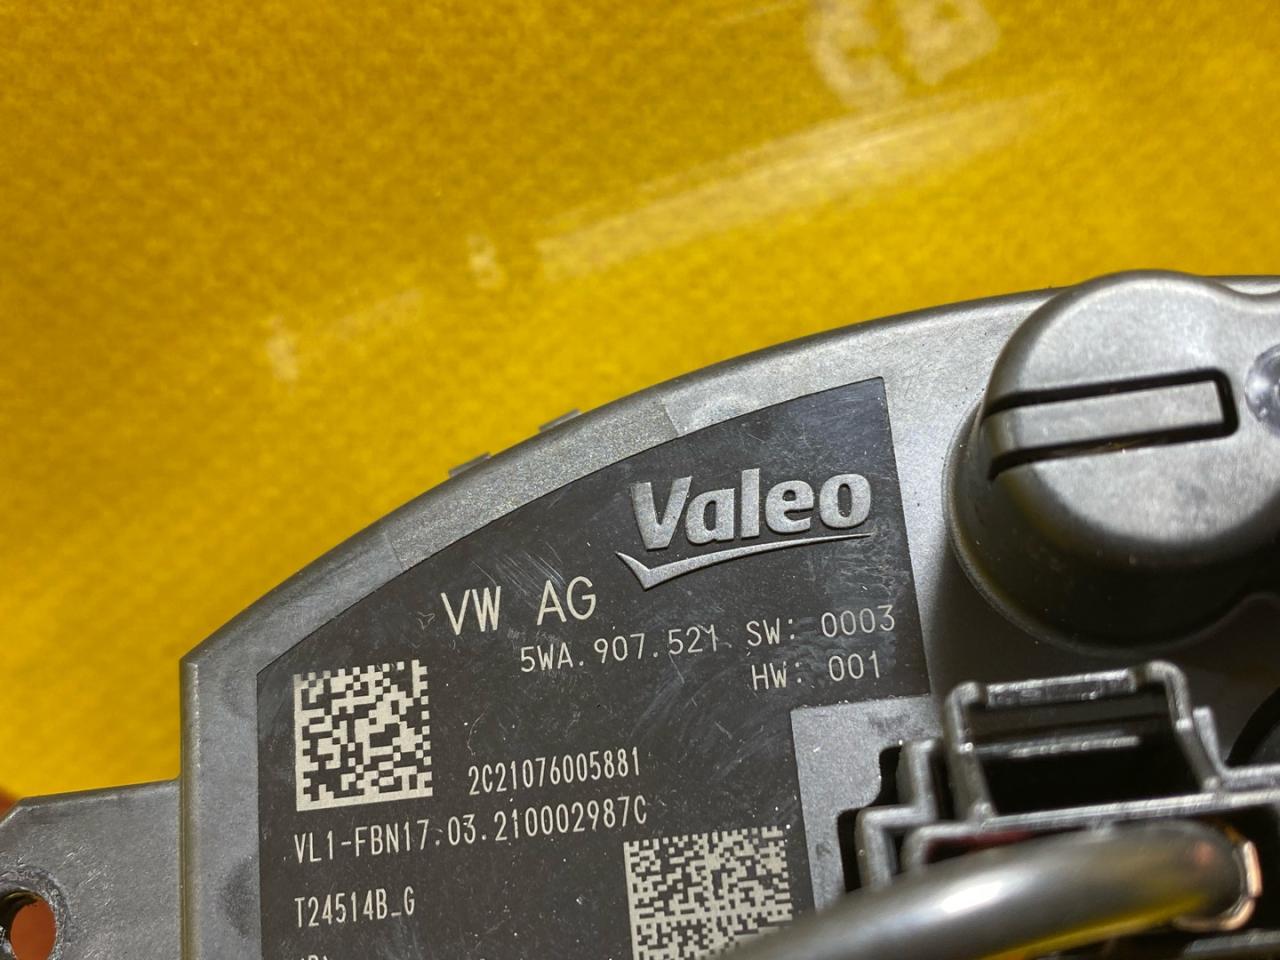 Valeo
VW AG
5WA.907.521 SW: 0003
HW: 001
2C21076005881
VL1-FBN17.03.210002987C
T24514B_G